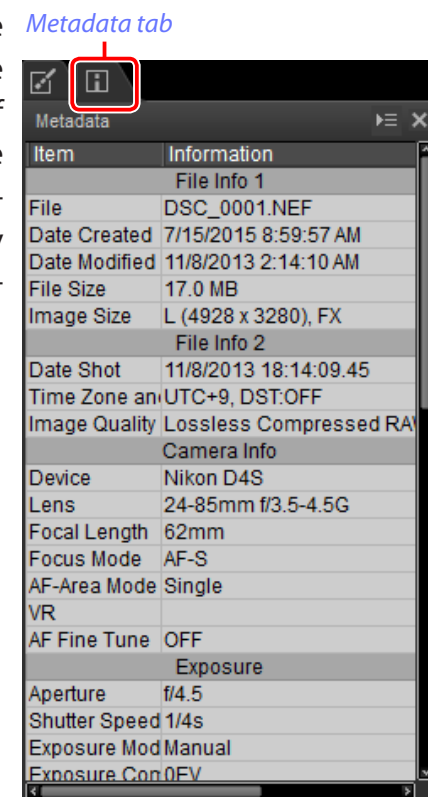 Metadata tab
Metadata
Item Information
File Info 1
File DSC_0001.NEF
Date Created 7/15/2015 8:59:57 AM
Date Modified 11/8/2013 2:14:10 AM
File Size 17.0 MB
Image Size L (4928 x 3280), FX
File Info 2
Date Shot 11/8/2013 18:14:09.45
Time Zone an UTC+9, DST:OFF
Image Quality Lossless Compressed RA
Camera Info
Device Nikon D4S
Lens 24-85mm f/3.5-4.5G
Focal Length 62mm
Focus Mode AF-S
AF-Area Mode Single
VR
AF Fine Tune OFF
Exposure
Aperture f/4.5
Shutter Speed 1/4s
Exposure Mod Manual
Exposure Com 0EV